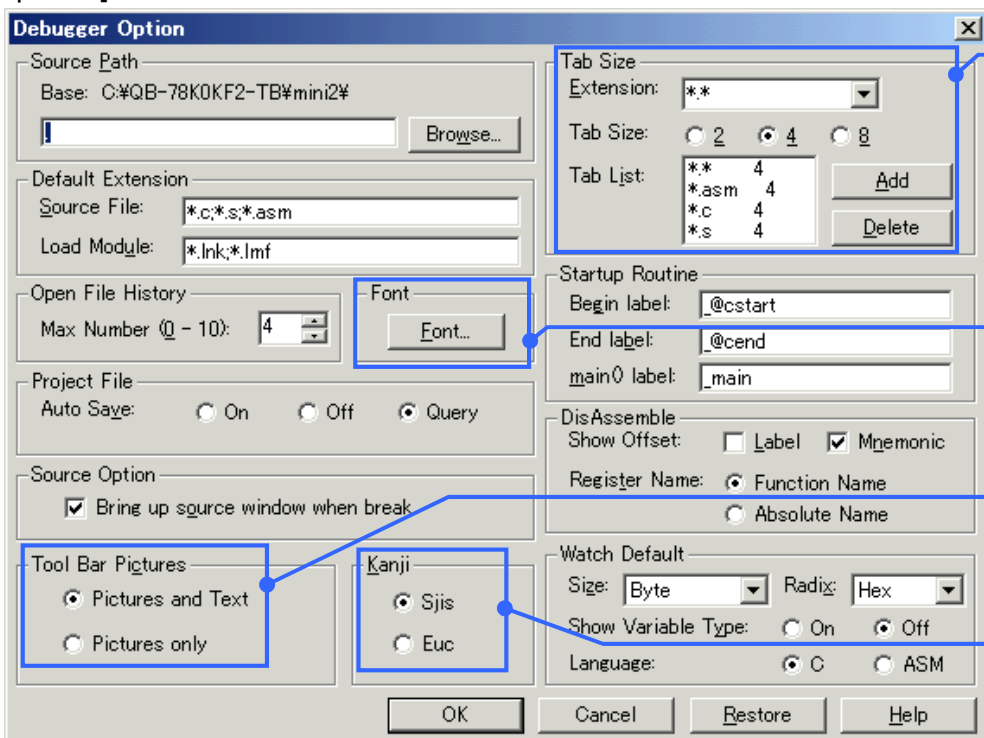 Debugger Option
Source Path
Base: C:¥QB-78K0KF2-TB¥mini2¥
.
Browse...
Default Extension
Source File: *.c;*.s;*.asm
Load Module: *.lnk;*.lmf
Open File History
Max Number (0 - 10): 4
Font
Font...
Project File
Auto Save: On Off Query
Source Option
Bring up source window when break
Tool Bar Pictures
Pictures and Text
Pictures only
Kanji
Sjis
Euc
Tab Size
Extension: *.*
Tab Size: 2 4 8
Tab List:
*.* 4
*.asm 4
*.c 4
*.s 4
Add
Delete
Startup Routine
Begin label: _@cstart
End label: _@cend
main() label: _main
DisAssemble
Show Offset: Label Mnemonic
Register Name: Function Name
Absolute Name
Watch Default
Size: Byte Radix: Hex
Show Variable Type: On Off
Language: C ASM
OK Cancel Restore Help